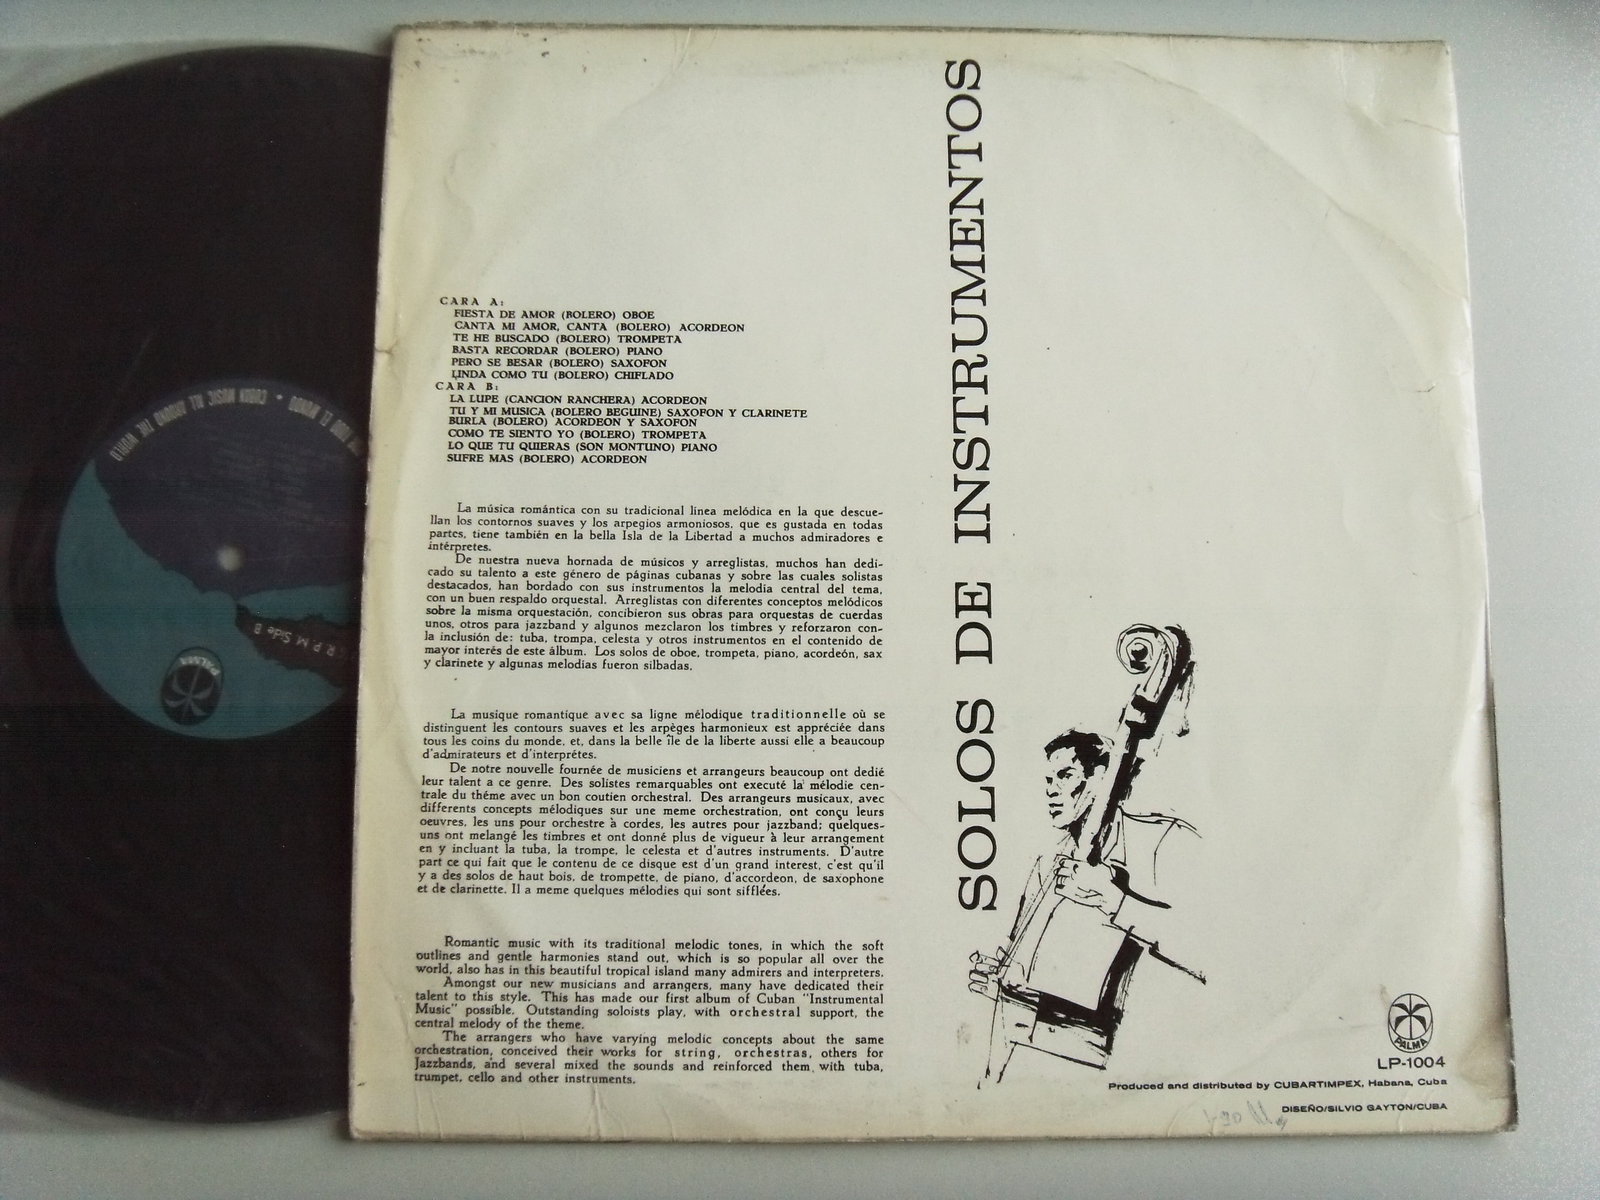 CARA A:
FIESTA DE AMOR (BOLERO) OBOE
CANTA MI AMOR, CANTA (BOLERO) ACORDEON
TE HE BUSCADO (BOLERO) TROMPETA
BASTA RECORDAR (BOLERO) PIANO
PERO SE BESAR (BOLERO) SAXOFON
LINDA COMO TU (BOLERO) CHIFLADO
CARA B:
LA LUPE (CANCION RANCHERA) ACORDEON
TU Y MI MUSICA (BOLERO BEGUINE) SAXOFON Y CLARINETE
BURLA (BOLERO) ACORDEON Y SAXOFON
COMO TE SIENTO YO (BOLERO) TROMPETA
LO QUE TU QUIERAS (SON MONTUNO) PIANO
SUFRE MAS (BOLERO) ACORDEON
La música romántica con su tradicional linea melódica en la que descue-
llan los contornos suaves y los arpegios armoniosos, que es gustada en todas
partes, tiene también en la bella Isla de la Libertad a muchos admiradores e
intérpretes.
De nuestra nueva hornada de músicos y arreglistas, muchos han dedi-
cado su talento a este género de páginas cubanas y sobre las cuales solistas
destacados, han bordado con sus instrumentos la melodia central del tema,
con un buen respaldo orquestal. Arreglistas con diferentes conceptos melódicos
sobre la misma orquestación, concibieron sus obras para orquestas de cuerdas
unos, otros para jazzband y algunos mezclaron los timbres y reforzaron con-
la inclusión de: tuba, trompa, celesta y otros instrumentos en el contenido de
mayor interés de este álbum. Los solos de oboe, trompeta, piano, acordeón, sax
y clarinete y algunas melodías fueron silbadas.
La musique romantique avec sa ligne mélodique traditionnelle où se
distinguent les contours suaves et les arpèges harmonieux est appréciée dans
tous les coins du monde, et, dans la belle île de la liberte aussi elle a beaucoup
d'admirateurs et d'interprétes.
De notre nouvelle fournée de musiciens et arrangeurs beaucoup ont dedié
leur talent a ce genre. Des solistes remarquables ont executé la mélodie cen-
trale du théme avec un bon coutien orchestral. Des arrangeurs musicaux, avec
differents concepts mélodiques sur une meme orchestration, ont conçu leurs
oeuvres, les uns pour orchestre à cordes, les autres pour jazzband; quelques-
uns ont melangé les timbres et ont donné plus de vigueur à leur arrangement
en y incluant la tuba, la trompe, le celesta et d'autres instruments. D'autre
part ce qui fait que le contenu de ce disque est d'un grand interest, c'est qu'il
y a des solos de haut bois, de trompette, de piano, d'accordeon, de saxophone
et de clarinette. Il a meme quelques mélodies qui sont sifflées.
Romantic music with its traditional melodic tones, in which the soft
outlines and gentle harmonies stand out, which is so popular all over the
world, also has in this beautiful tropical island many admirers and interpreters.
Amongst our new musicians and arrangers, many have dedicated their
talent to this style. This has made our first album of Cuban "Instrumental
Music" possible. Outstanding soloists play, with orchestral support, the
central melody of the theme.
The arrangers who have varying melodic concepts about the same
orchestration, conceived their works for string, orchestras, others for
Jazzbands, and several mixed the sounds and reinforced them with tuba,
trumpet, cello and other instruments.
SOLOS DE INSTRUMENTOS
PALMA
LP-1004
Produced and distributed by CUBARTIMPEX, Habana, Cuba
DISEÑO/SILVIO GAYTON/CUBA
EL MUNDO • CUBAN MUSIC ALL AROUND THE WORLD
R.P.M Side B
PALMA